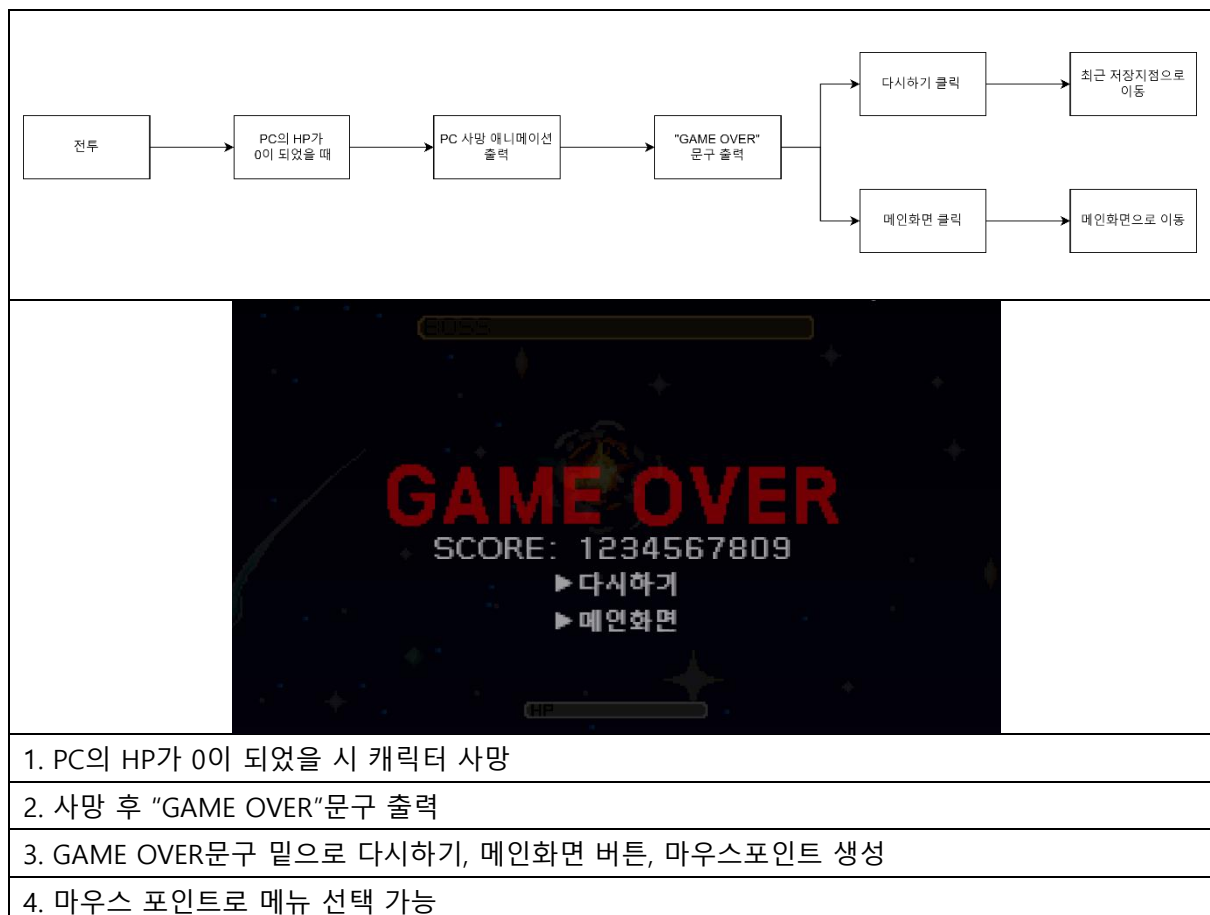 전투
PC의 HP가
0이 되었을 때
PC 사망 애니메이션
출력
"GAME OVER"
문구 출력
다시하기 클릭
최근 저장지점으로
이동
메인화면 클릭
메인화면으로 이동
BOSS
GAME OVER
SCORE: 1234567809
▶다시하기
▶메인화면
HP
1. PC의 HP가 0이 되었을 시 캐릭터 사망
2. 사망 후 "GAME OVER"문구 출력
3. GAME OVER문구 밑으로 다시하기, 메인화면 버튼, 마우스포인트 생성
4. 마우스 포인트로 메뉴 선택 가능